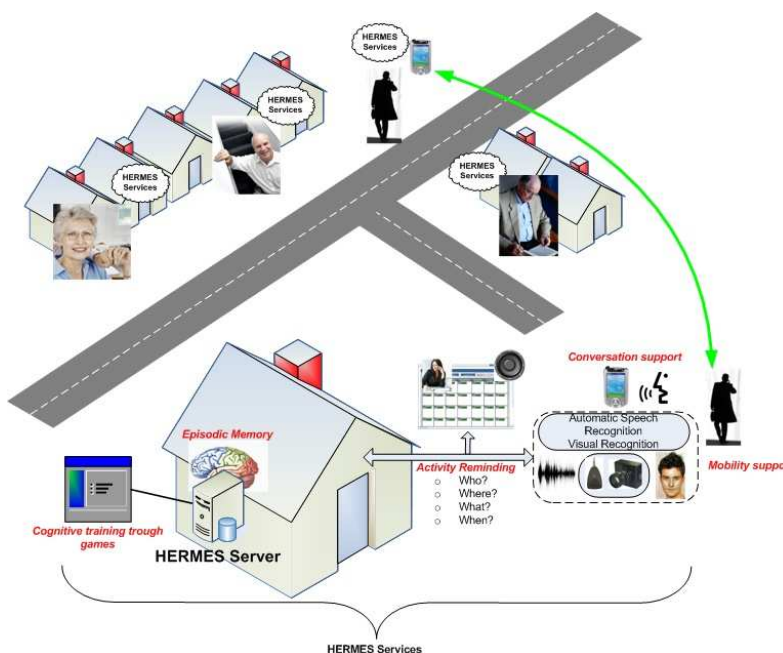 HERMES
Services
HERMES
Services
HERMES
Services
HERMES
Services
Conversation support
Automatic Speech
Recognition
Visual Recognition
Episodic Memory
Activity Reminding
Mobility suppo
o Who?
o Where?
o What?
o When?
Cognitive training trough
games
HERMES Server
HERMES Services